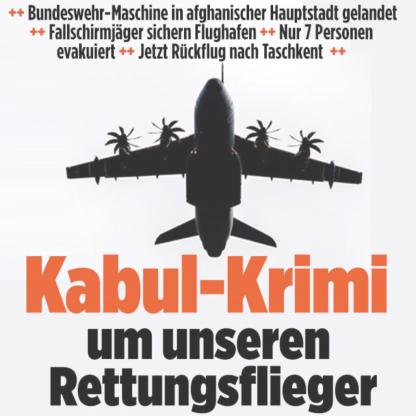 ++ Bundeswehr-Maschine in afghanischer Hauptstadt gelandet
++ Fallschirmjäger sichern Flughafen ++ Nur 7 Personen
evakuiert ++ Jetzt Rückflug nach Taschkent ++
Kabul-Krimi
um unseren
Rettungsflieger